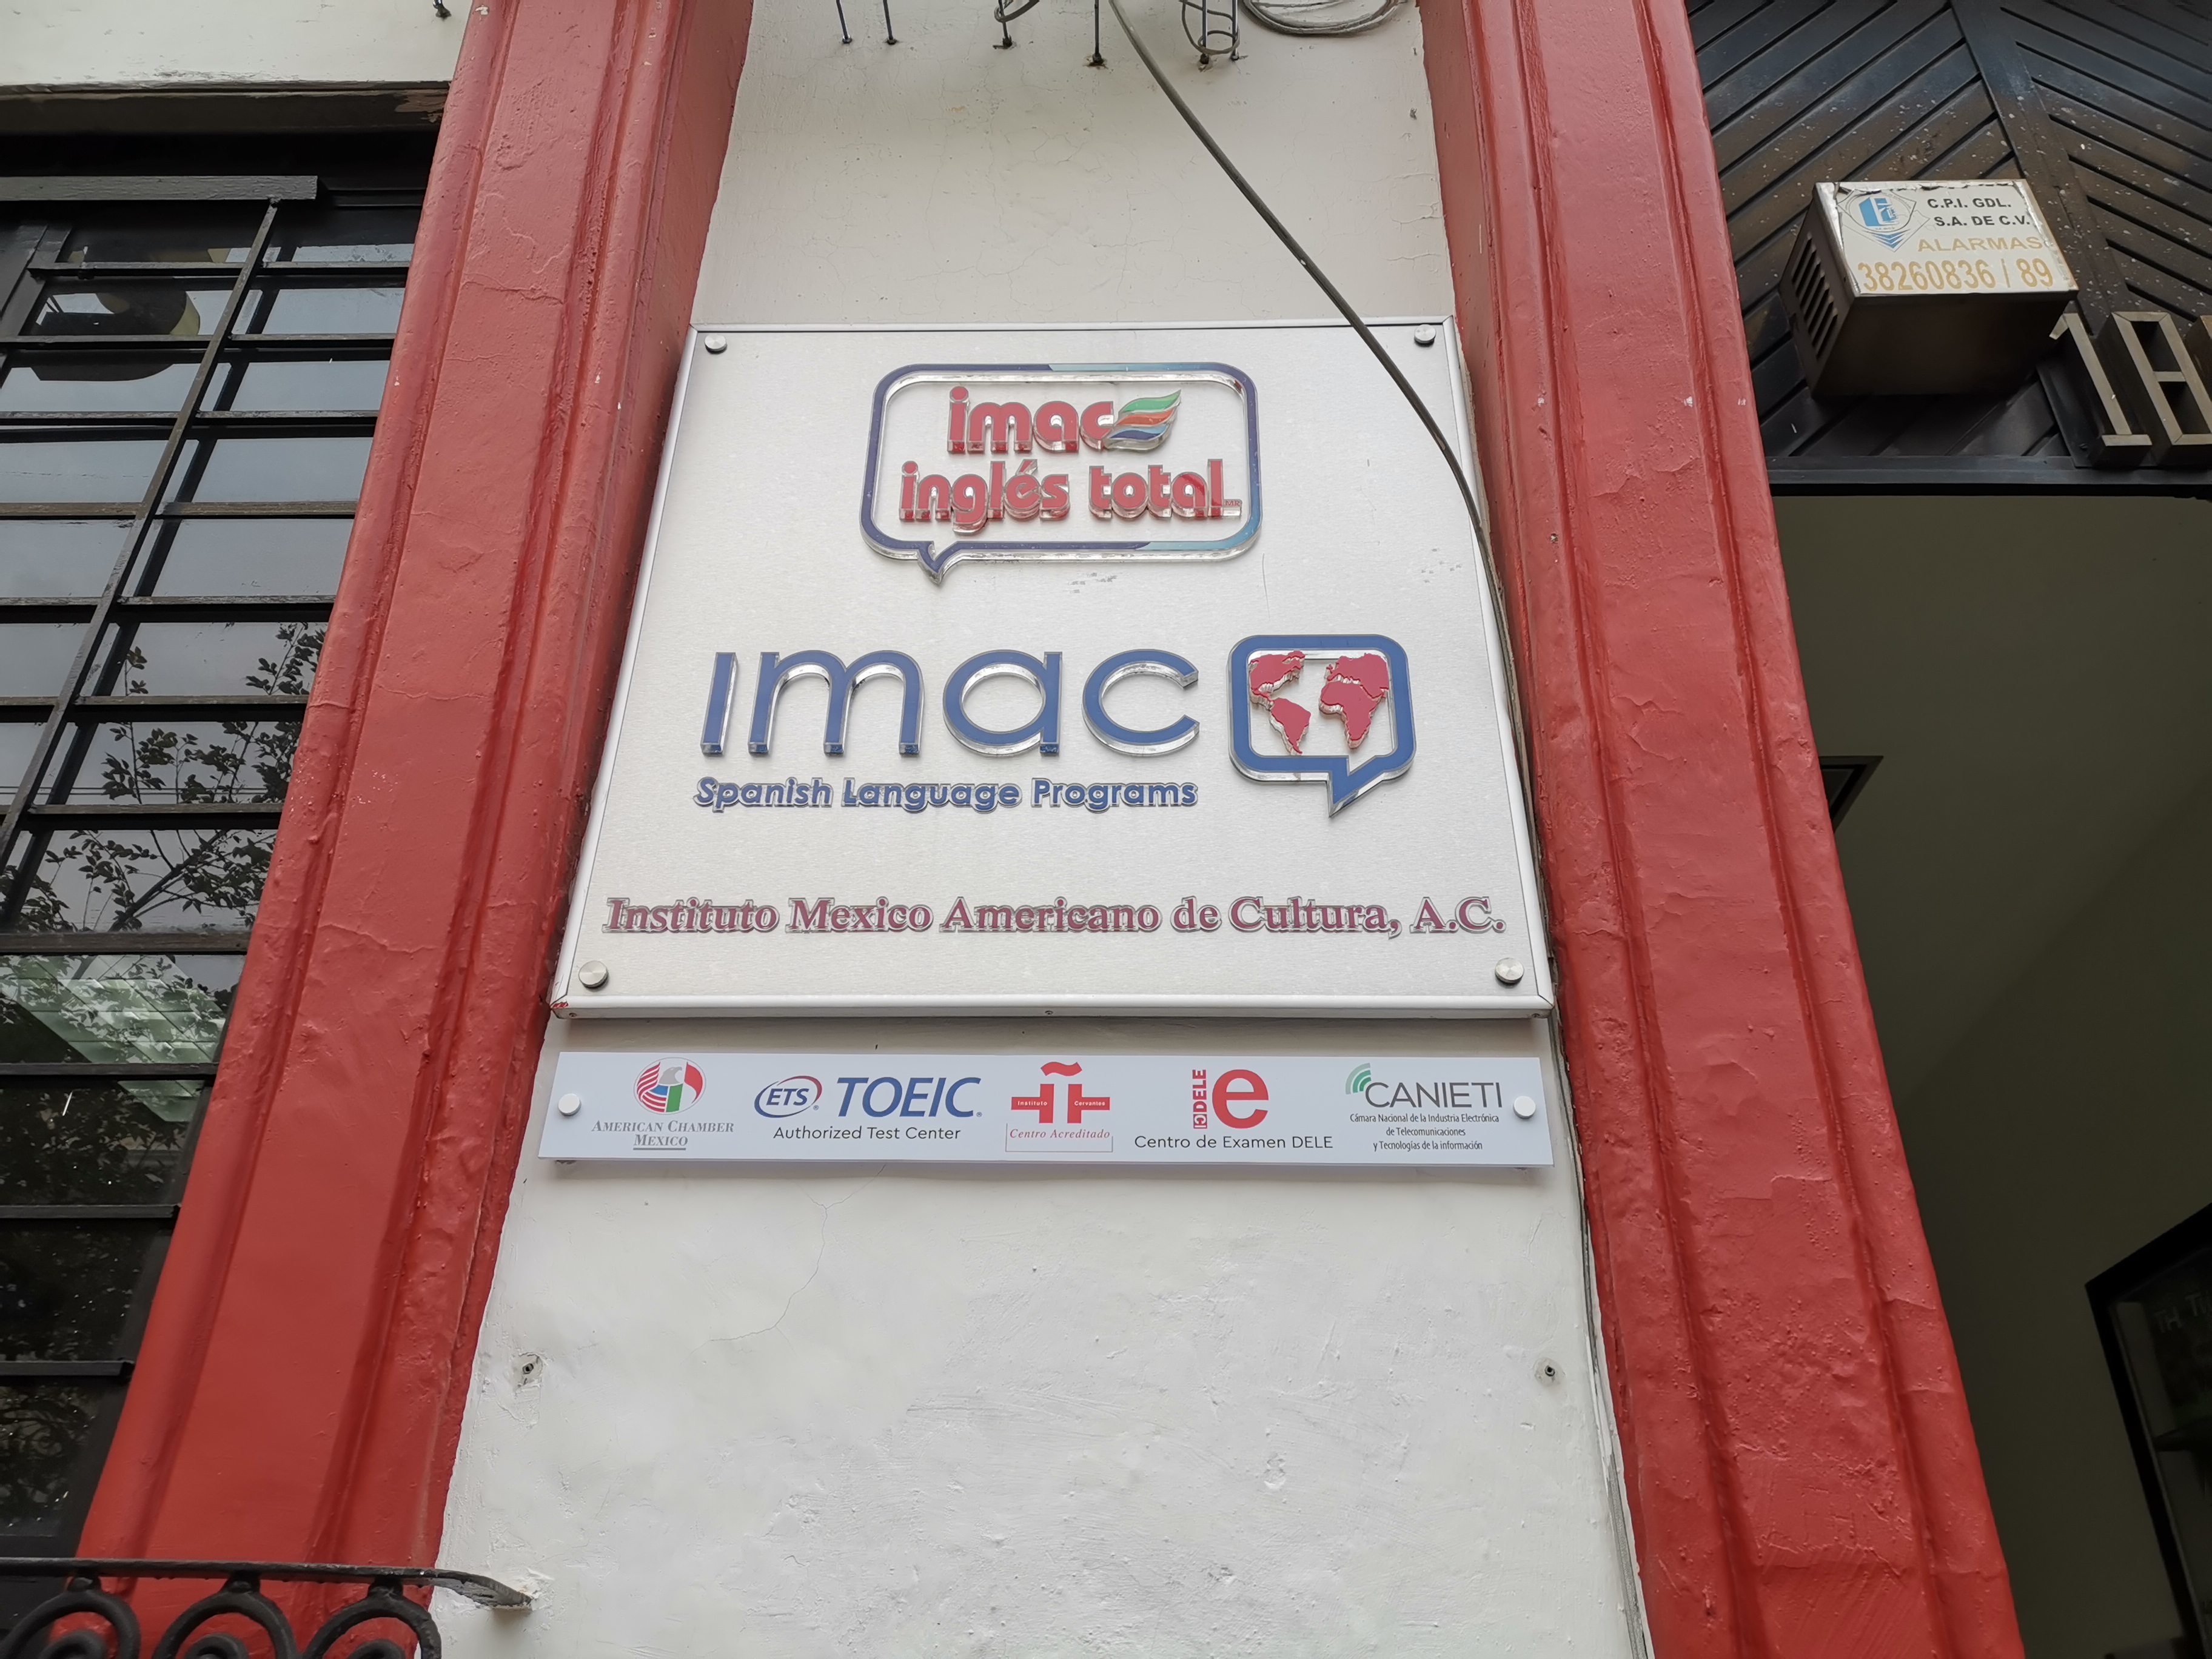 C.P.I. GDL.
S.A. DE C.V.
ALARMAS
38260836 / 89
imac
inglés total
imac
Spanish Language Programs
Instituto Mexico Americano de Cultura, A.C.
AMERICAN CHAMBER
MEXICO
ETS® TOEIC®
Authorized Test Center
Instituto Cervantes
Centro Acreditado
DELE
e
Centro de Examen DELE
CANIETI
Cámara Nacional de la Industria Electrónica
de Telecomunicaciones
y Tecnologías de la información